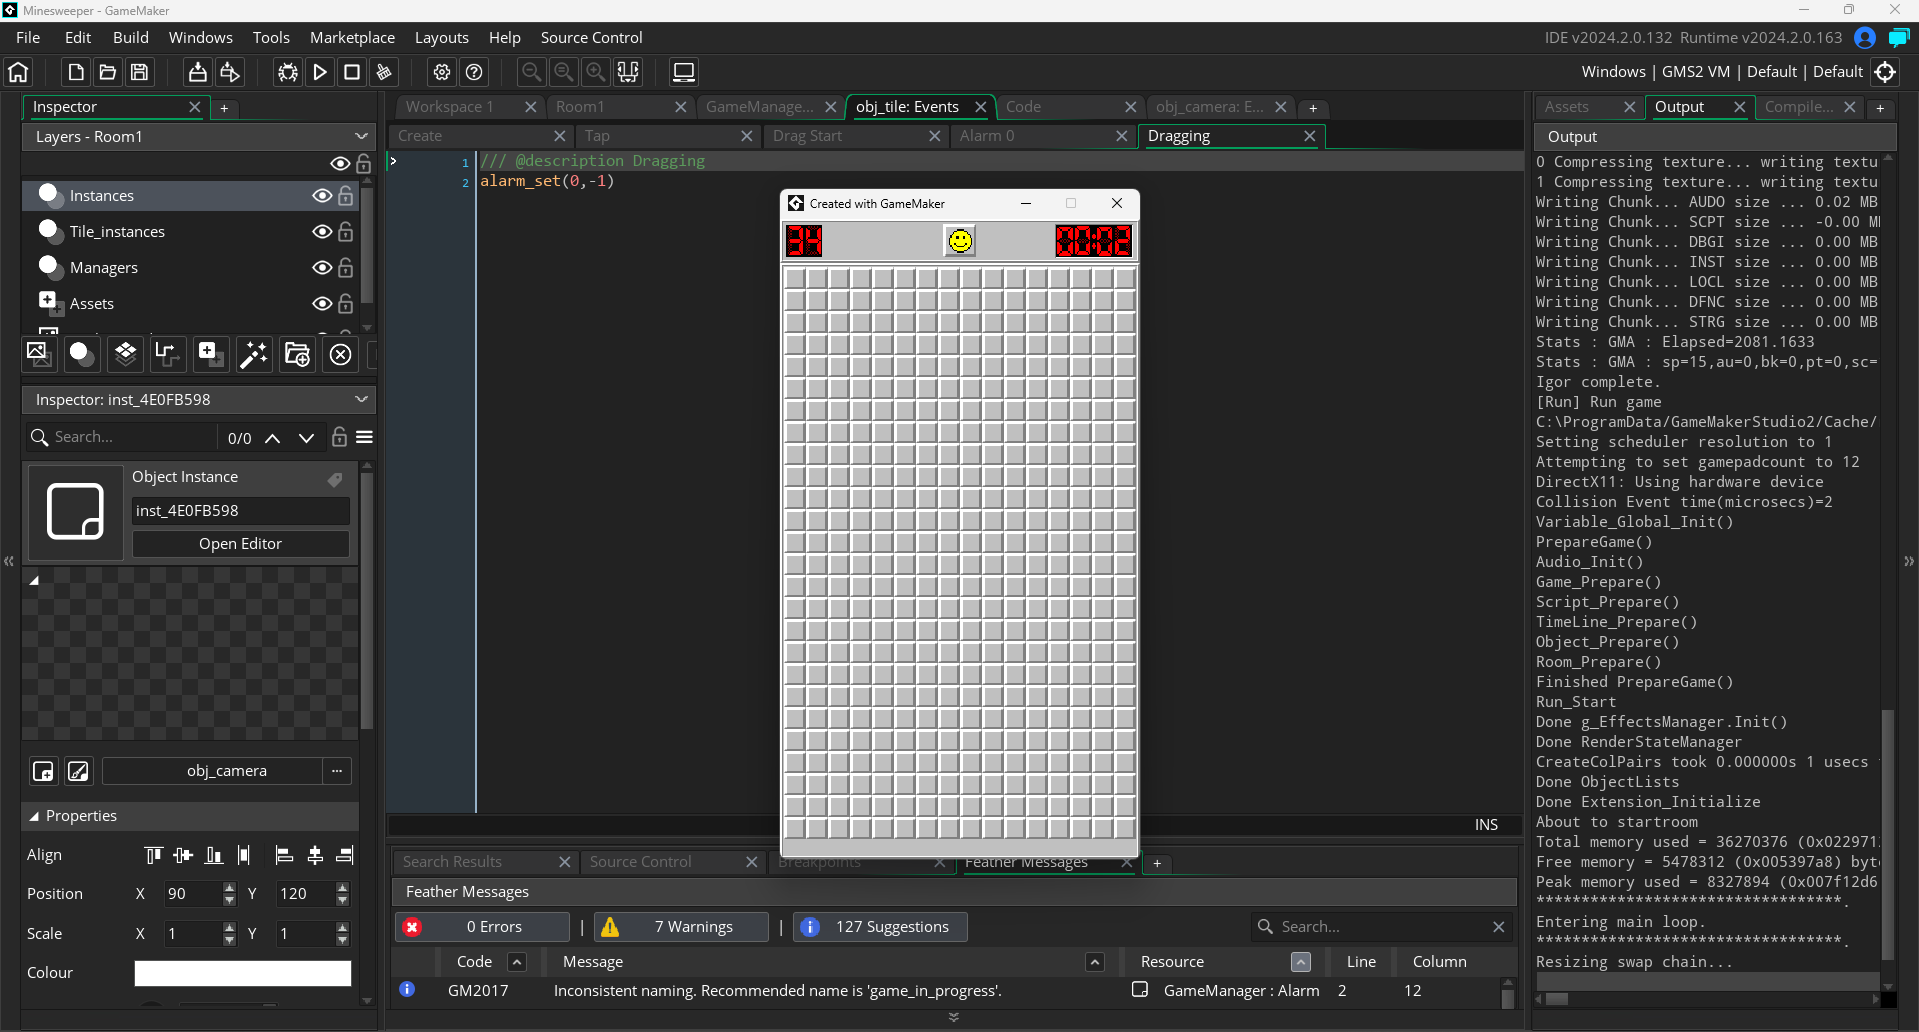 Minesweeper - GameMaker
File Edit Build Windows Tools Marketplace Layouts Help Source Control
IDE v2024.2.0.132 Runtime v2024.2.0.163
Windows | GMS2 VM | Default | Default
Inspector
Layers - Room1
Instances
Tile_instances
Managers
Assets
Inspector: inst_4E0FB598
Search...
0/0
Object Instance
inst_4E0FB598
Open Editor
obj_camera
...
Properties
Align
Position X 90 Y 120
Scale X 1 Y 1
Colour
Workspace 1 Room1 GameManage... obj_tile: Events Code obj_camera: E...
Create Tap Drag Start Alarm 0 Dragging
1 /// @description Dragging
2 alarm_set(0,-1)
Created with GameMaker
34
00:02
INS
Search Results Source Control Breakpoints Feather Messages
Feather Messages
0 Errors | 7 Warnings | 127 Suggestions
Search...
Code Message Resource Line Column
GM2017 Inconsistent naming. Recommended name is 'game_in_progress'. GameManager : Alarm 2 12
Assets Output Compile...
Output
0 Compressing texture... writing textu
1 Compressing texture... writing textu
Writing Chunk... AUDO size ... 0.02 MB
Writing Chunk... SCPT size ... -0.00 M
Writing Chunk... DBGI size ... 0.00 MB
Writing Chunk... INST size ... 0.00 MB
Writing Chunk... LOCL size ... 0.00 MB
Writing Chunk... DFNC size ... 0.00 MB
Writing Chunk... STRG size ... 0.00 MB
Stats : GMA : Elapsed=2081.1633
Stats : GMA : sp=15,au=0,bk=0,pt=0,sc=
Igor complete.
[Run] Run game
C:\ProgramData/GameMakerStudio2/Cache/
Setting scheduler resolution to 1
Attempting to set gamepadcount to 12
DirectX11: Using hardware device
Collision Event time(microsecs)=2
Variable_Global_Init()
PrepareGame()
Audio_Init()
Game_Prepare()
Script_Prepare()
TimeLine_Prepare()
Object_Prepare()
Room_Prepare()
Finished PrepareGame()
Run_Start
Done g_EffectsManager.Init()
Done RenderStateManager
CreateColPairs took 0.000000s 1 usecs
Done ObjectLists
Done Extension_Initialize
About to startroom
Total memory used = 36270376 (0x022971
Free memory = 5478312 (0x005397a8) byt
Peak memory used = 8327894 (0x007f12d6
**********************************.
Entering main loop.
**********************************.
Resizing swap chain...